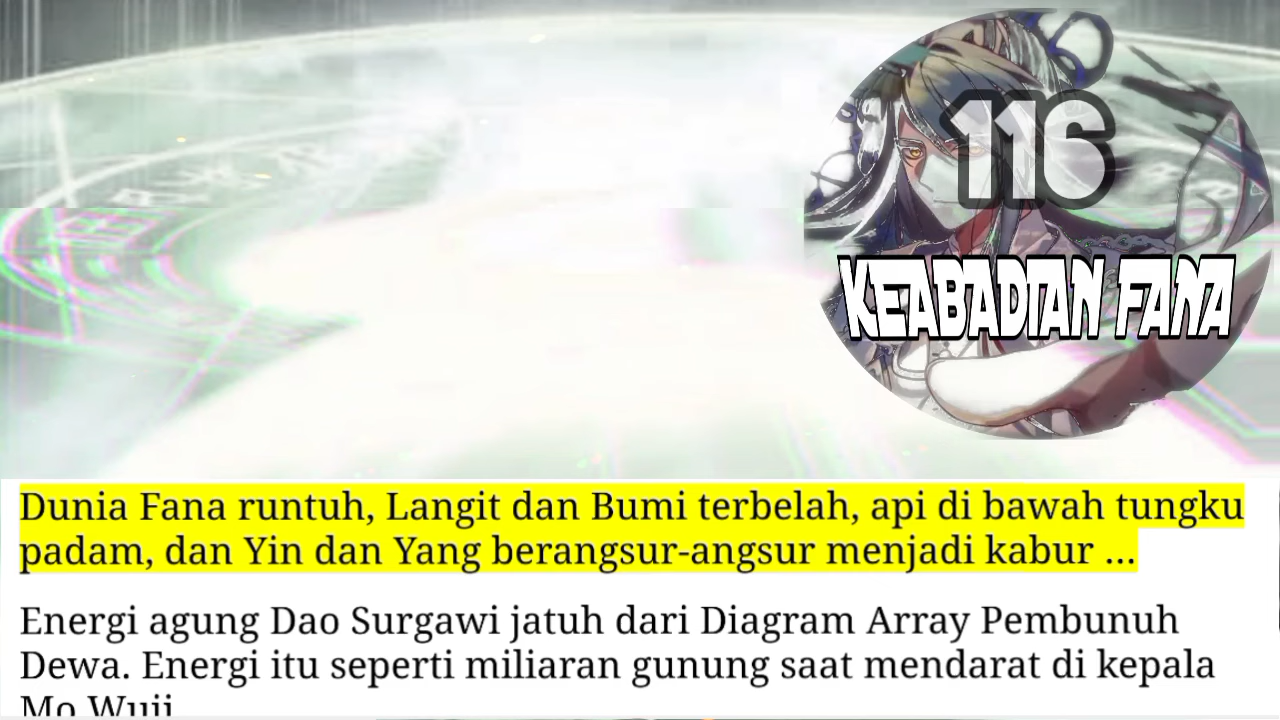 116
KEABADIAN FANA
Dunia Fana runtuh, Langit dan Bumi terbelah, api di bawah tungku
padam, dan Yin dan Yang berangsur-angsur menjadi kabur ...
Energi agung Dao Surgawi jatuh dari Diagram Array Pembunuh
Dewa. Energi itu seperti miliaran gunung saat mendarat di kepala
Mo Wuji